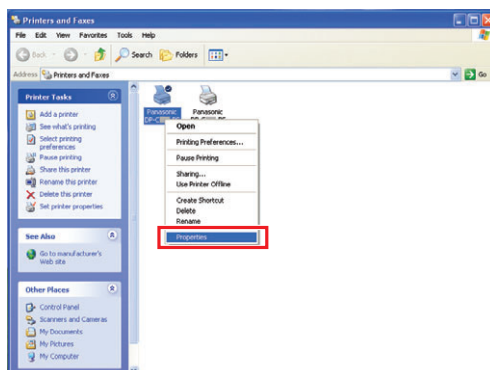 Printers and Faxes
File Edit View Favorites Tools Help
Back Search Folders
Address Printers and Faxes Go
Printer Tasks
Add a printer
See what's printing
Select printing
preferences
Pause printing
Share this printer
Rename this printer
Delete this printer
Set printer properties
See Also
Go to manufacturer's
Web site
Other Places
Control Panel
Scanners and Cameras
My Documents
My Pictures
My Computer
Panasonic
Panasonic
Open
Printing Preferences...
Pause Printing
Sharing...
Use Printer Offline
Create Shortcut
Delete
Rename
Properties